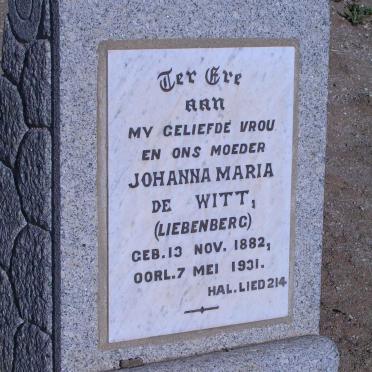 Ter Ere
AAN
MY GELIEFDE VROU
EN ONS MOEDER
JOHANNA MARIA
DE WITT,
(LIEBENBERG)
GEB. 13 NOV. 1882,
OORL. 7 MEI 1931.
HAL. LIED 214